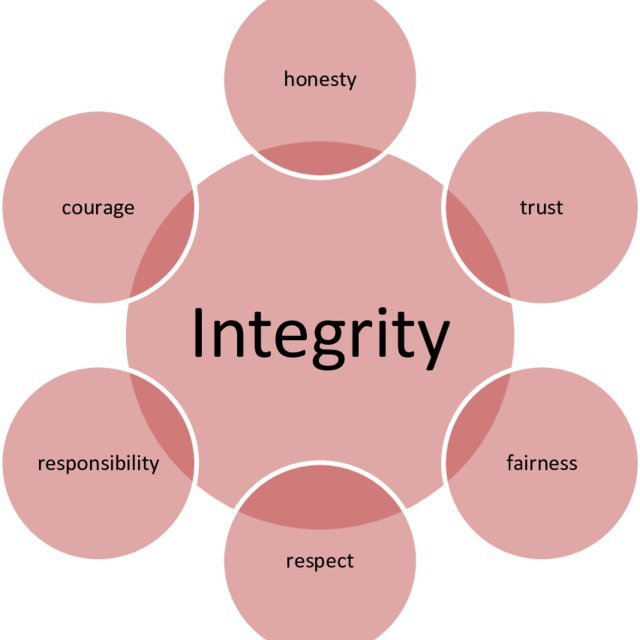 honesty
courage
trust
Integrity
responsibility
fairness
respect